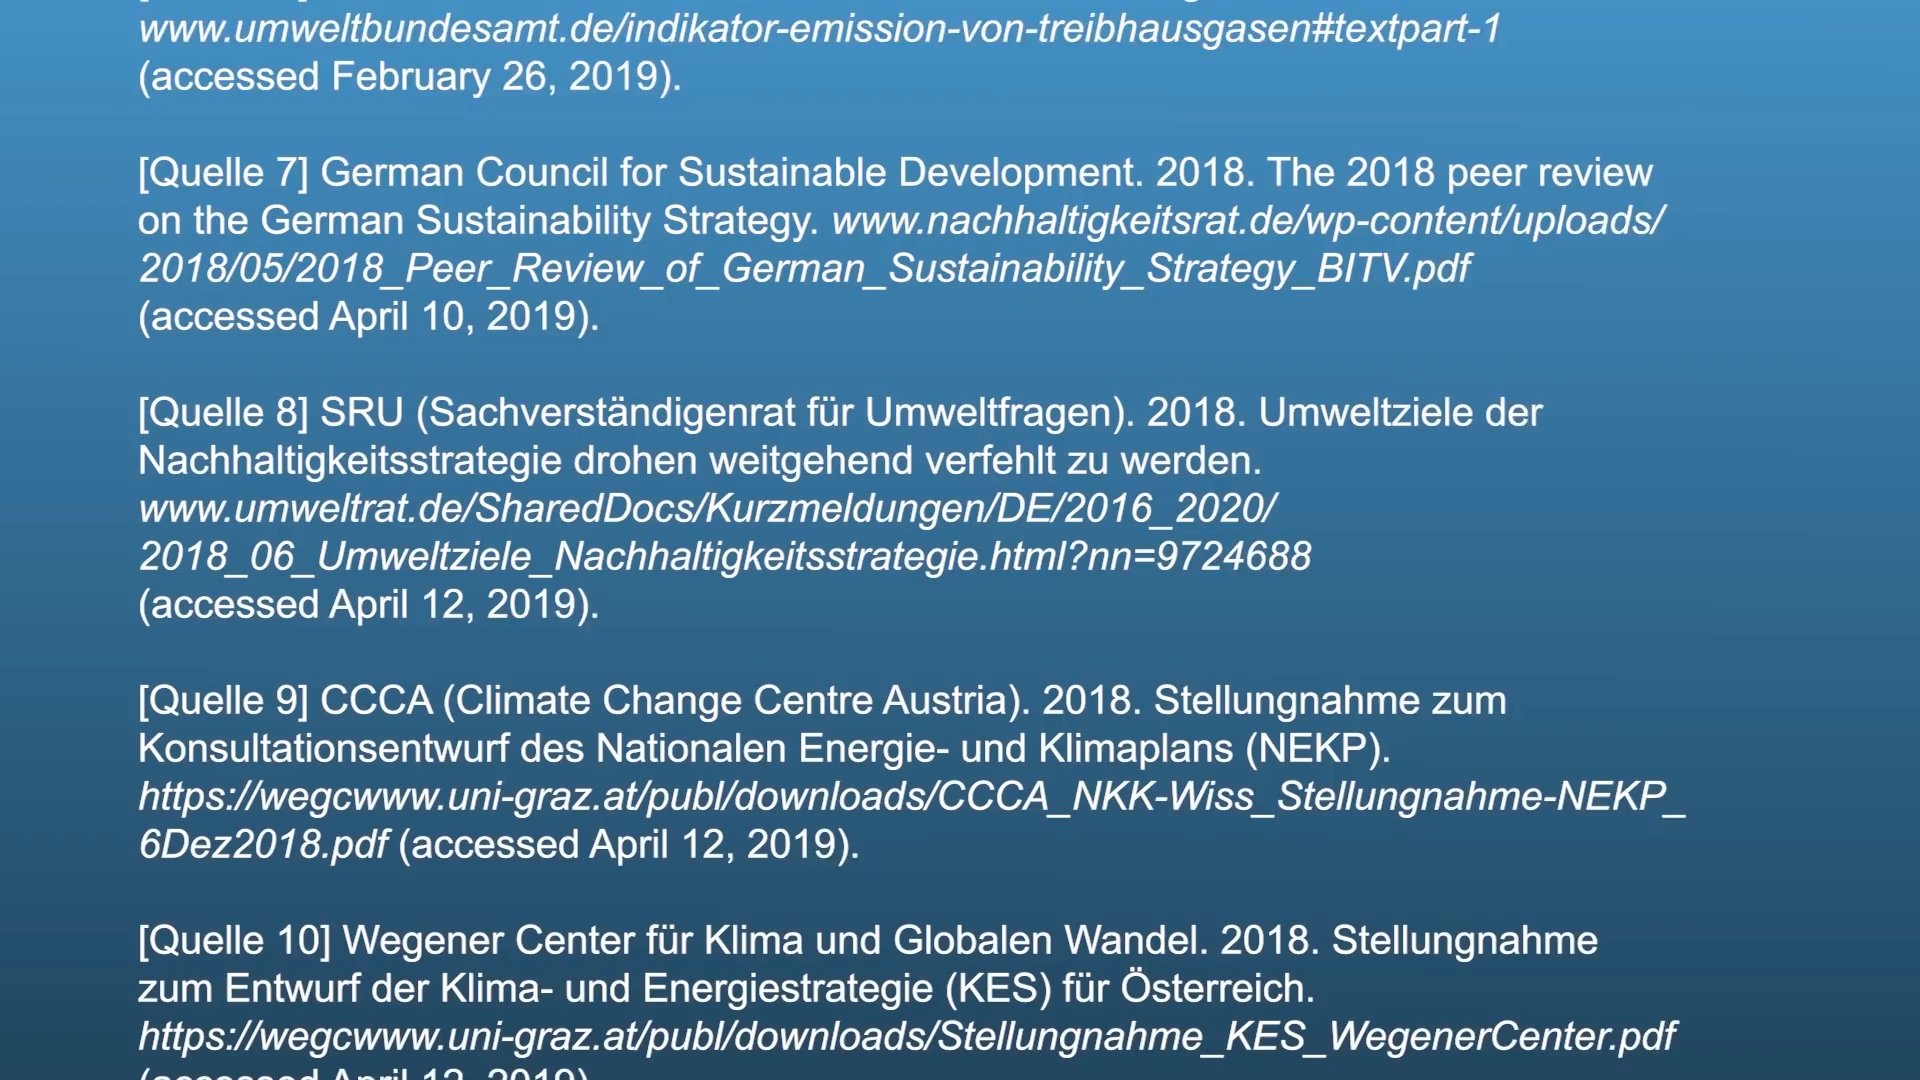 www.umweltbundesamt.de/indikator-emission-von-treibhausgasen#textpart-1
(accessed February 26, 2019).
[Quelle 7] German Council for Sustainable Development. 2018. The 2018 peer review
on the German Sustainability Strategy. www.nachhaltigkeitsrat.de/wp-content/uploads/
2018/05/2018_Peer_Review_of_German_Sustainability_Strategy_BITV.pdf
(accessed April 10, 2019).
[Quelle 8] SRU (Sachverständigenrat für Umweltfragen). 2018. Umweltziele der
Nachhaltigkeitsstrategie drohen weitgehend verfehlt zu werden.
www.umweltrat.de/SharedDocs/Kurzmeldungen/DE/2016_2020/
2018_06_Umweltziele_Nachhaltigkeitsstrategie.html?nn=9724688
(accessed April 12, 2019).
[Quelle 9] CCCA (Climate Change Centre Austria). 2018. Stellungnahme zum
Konsultationsentwurf des Nationalen Energie- und Klimaplans (NEKP).
https://wegcwww.uni-graz.at/publ/downloads/CCCA_NKK-Wiss_Stellungnahme-NEKP_
6Dez2018.pdf (accessed April 12, 2019).
[Quelle 10] Wegener Center für Klima und Globalen Wandel. 2018. Stellungnahme
zum Entwurf der Klima- und Energiestrategie (KES) für Österreich.
https://wegcwww.uni-graz.at/publ/downloads/Stellungnahme_KES_WegenerCenter.pdf
(accessed April 12, 2019)